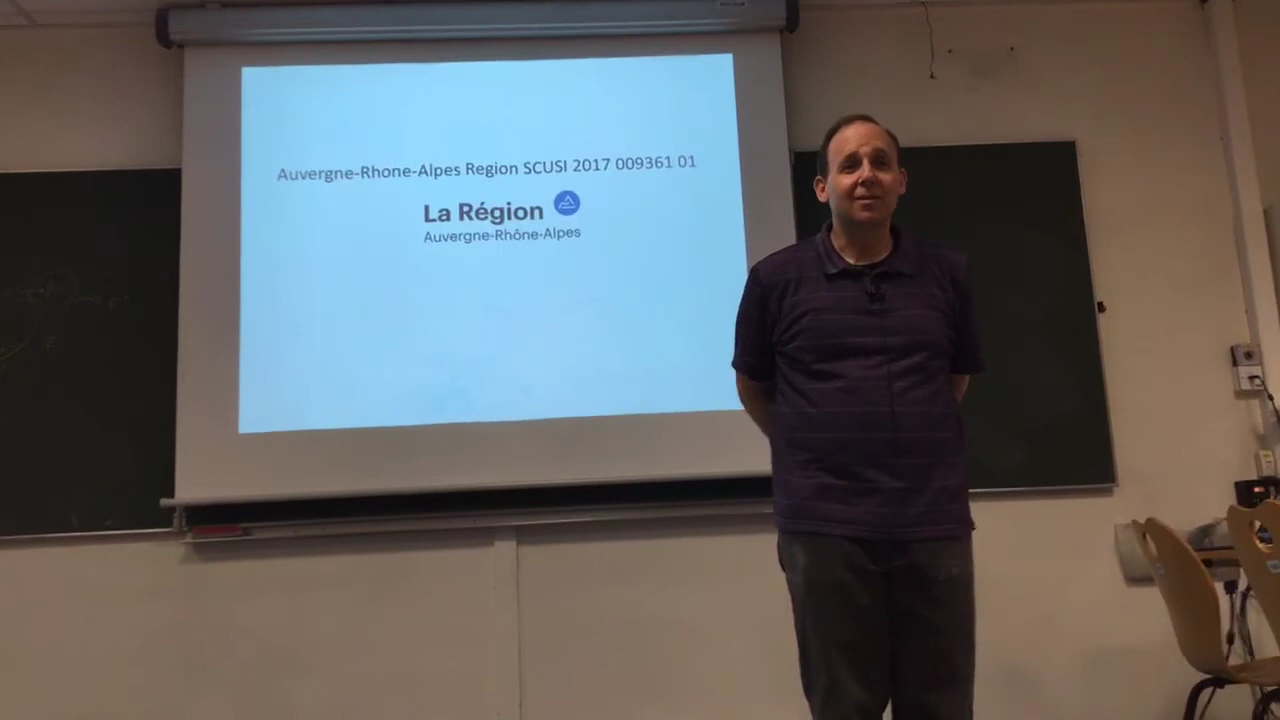 Auvergne-Rhone-Alpes Region SCUSI 2017 009361 01
La Région
Auvergne-Rhône-Alpes